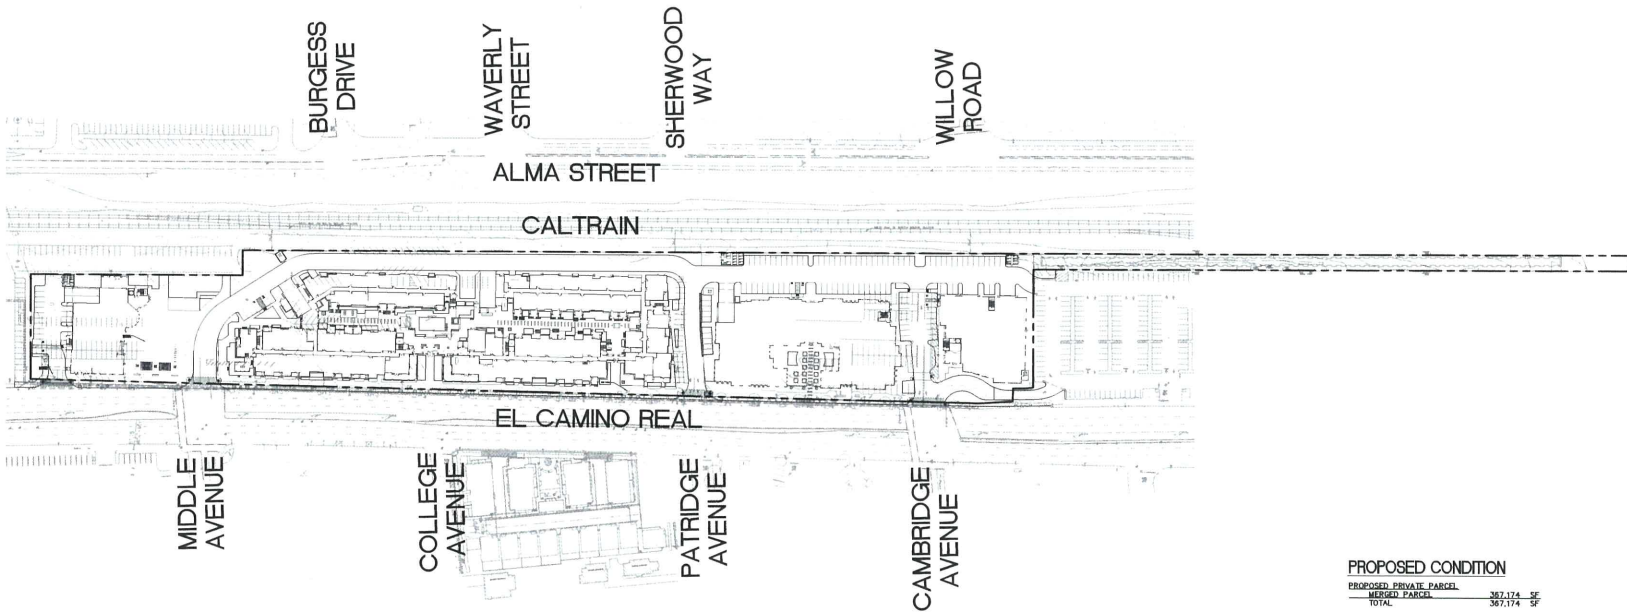 BURGESS
DRIVE
WAVERLY
STREET
SHERWOOD
WAY
WILLOW
ROAD
ALMA STREET
CALTRAIN
EL CAMINO REAL
MIDDLE
AVENUE
COLLEGE
AVENUE
PATRIDGE
AVENUE
CAMBRIDGE
AVENUE
PROPOSED CONDITION
PROPOSED PRIVATE PARCEL
MERGED PARCEL 367,174 SF
TOTAL 367,174 SF